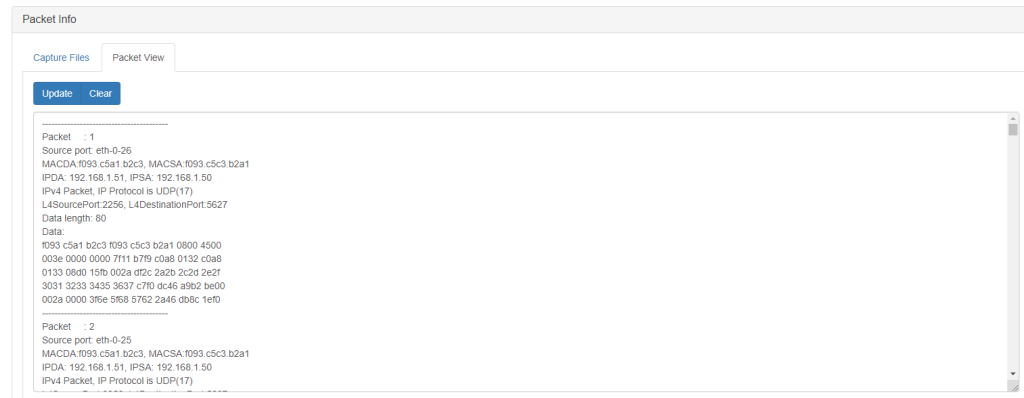 Packet Info
Capture Files Packet View
Update Clear
----------------------------------------
Packet : 1
Source port: eth-0-26
MACDA:f093.c5a1.b2c3, MACSA:f093.c5c3.b2a1
IPDA: 192.168.1.51, IPSA: 192.168.1.50
IPv4 Packet, IP Protocol is UDP(17)
L4SourcePort:2256, L4DestinationPort:5627
Data length: 80
Data:
f093 c5a1 b2c3 f093 c5c3 b2a1 0800 4500
003e 0000 0000 7f11 b7f9 c0a8 0132 c0a8
0133 08d0 15fb 002a df2c 2a2b 2c2d 2e2f
3031 3233 3435 3637 c7f0 dc46 a9b2 be00
002a 0000 3f6e 5f68 5762 2a46 db8c 1ef0
----------------------------------------
Packet : 2
Source port: eth-0-25
MACDA:f093.c5a1.b2c3, MACSA:f093.c5c3.b2a1
IPDA: 192.168.1.51, IPSA: 192.168.1.50
IPv4 Packet, IP Protocol is UDP(17)